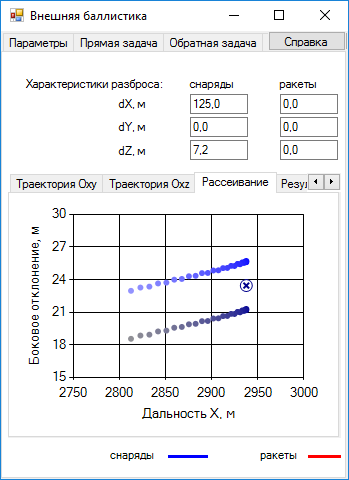 Внешняя баллистика
Параметры Прямая задача Обратная задача Справка
Характеристики разброса: снаряды ракеты
dX, м 125,0 0,0
dY, м 0,0 0,0
dZ, м 7,2 0,0
Траектория Oxy Траектория Oxz Рассеивание Резул
Боковое отклонение, м
30
27
24
21
18
15
2750 2800 2850 2900 2950 3000
Дальность X, м
снаряды ракеты